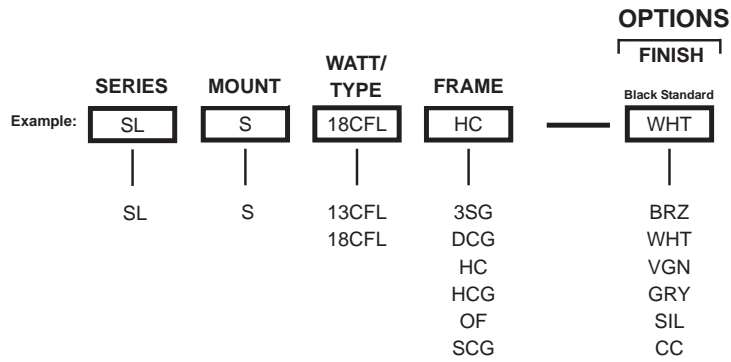 OPTIONS
FINISH
WATT/
TYPE
SERIES MOUNT FRAME Black Standard
Example: SL S 18CFL HC WHT
SL S 13CFL 3SG BRZ
18CFL DCG WHT
HC VGN
HCG GRY
OF SIL
SCG CC